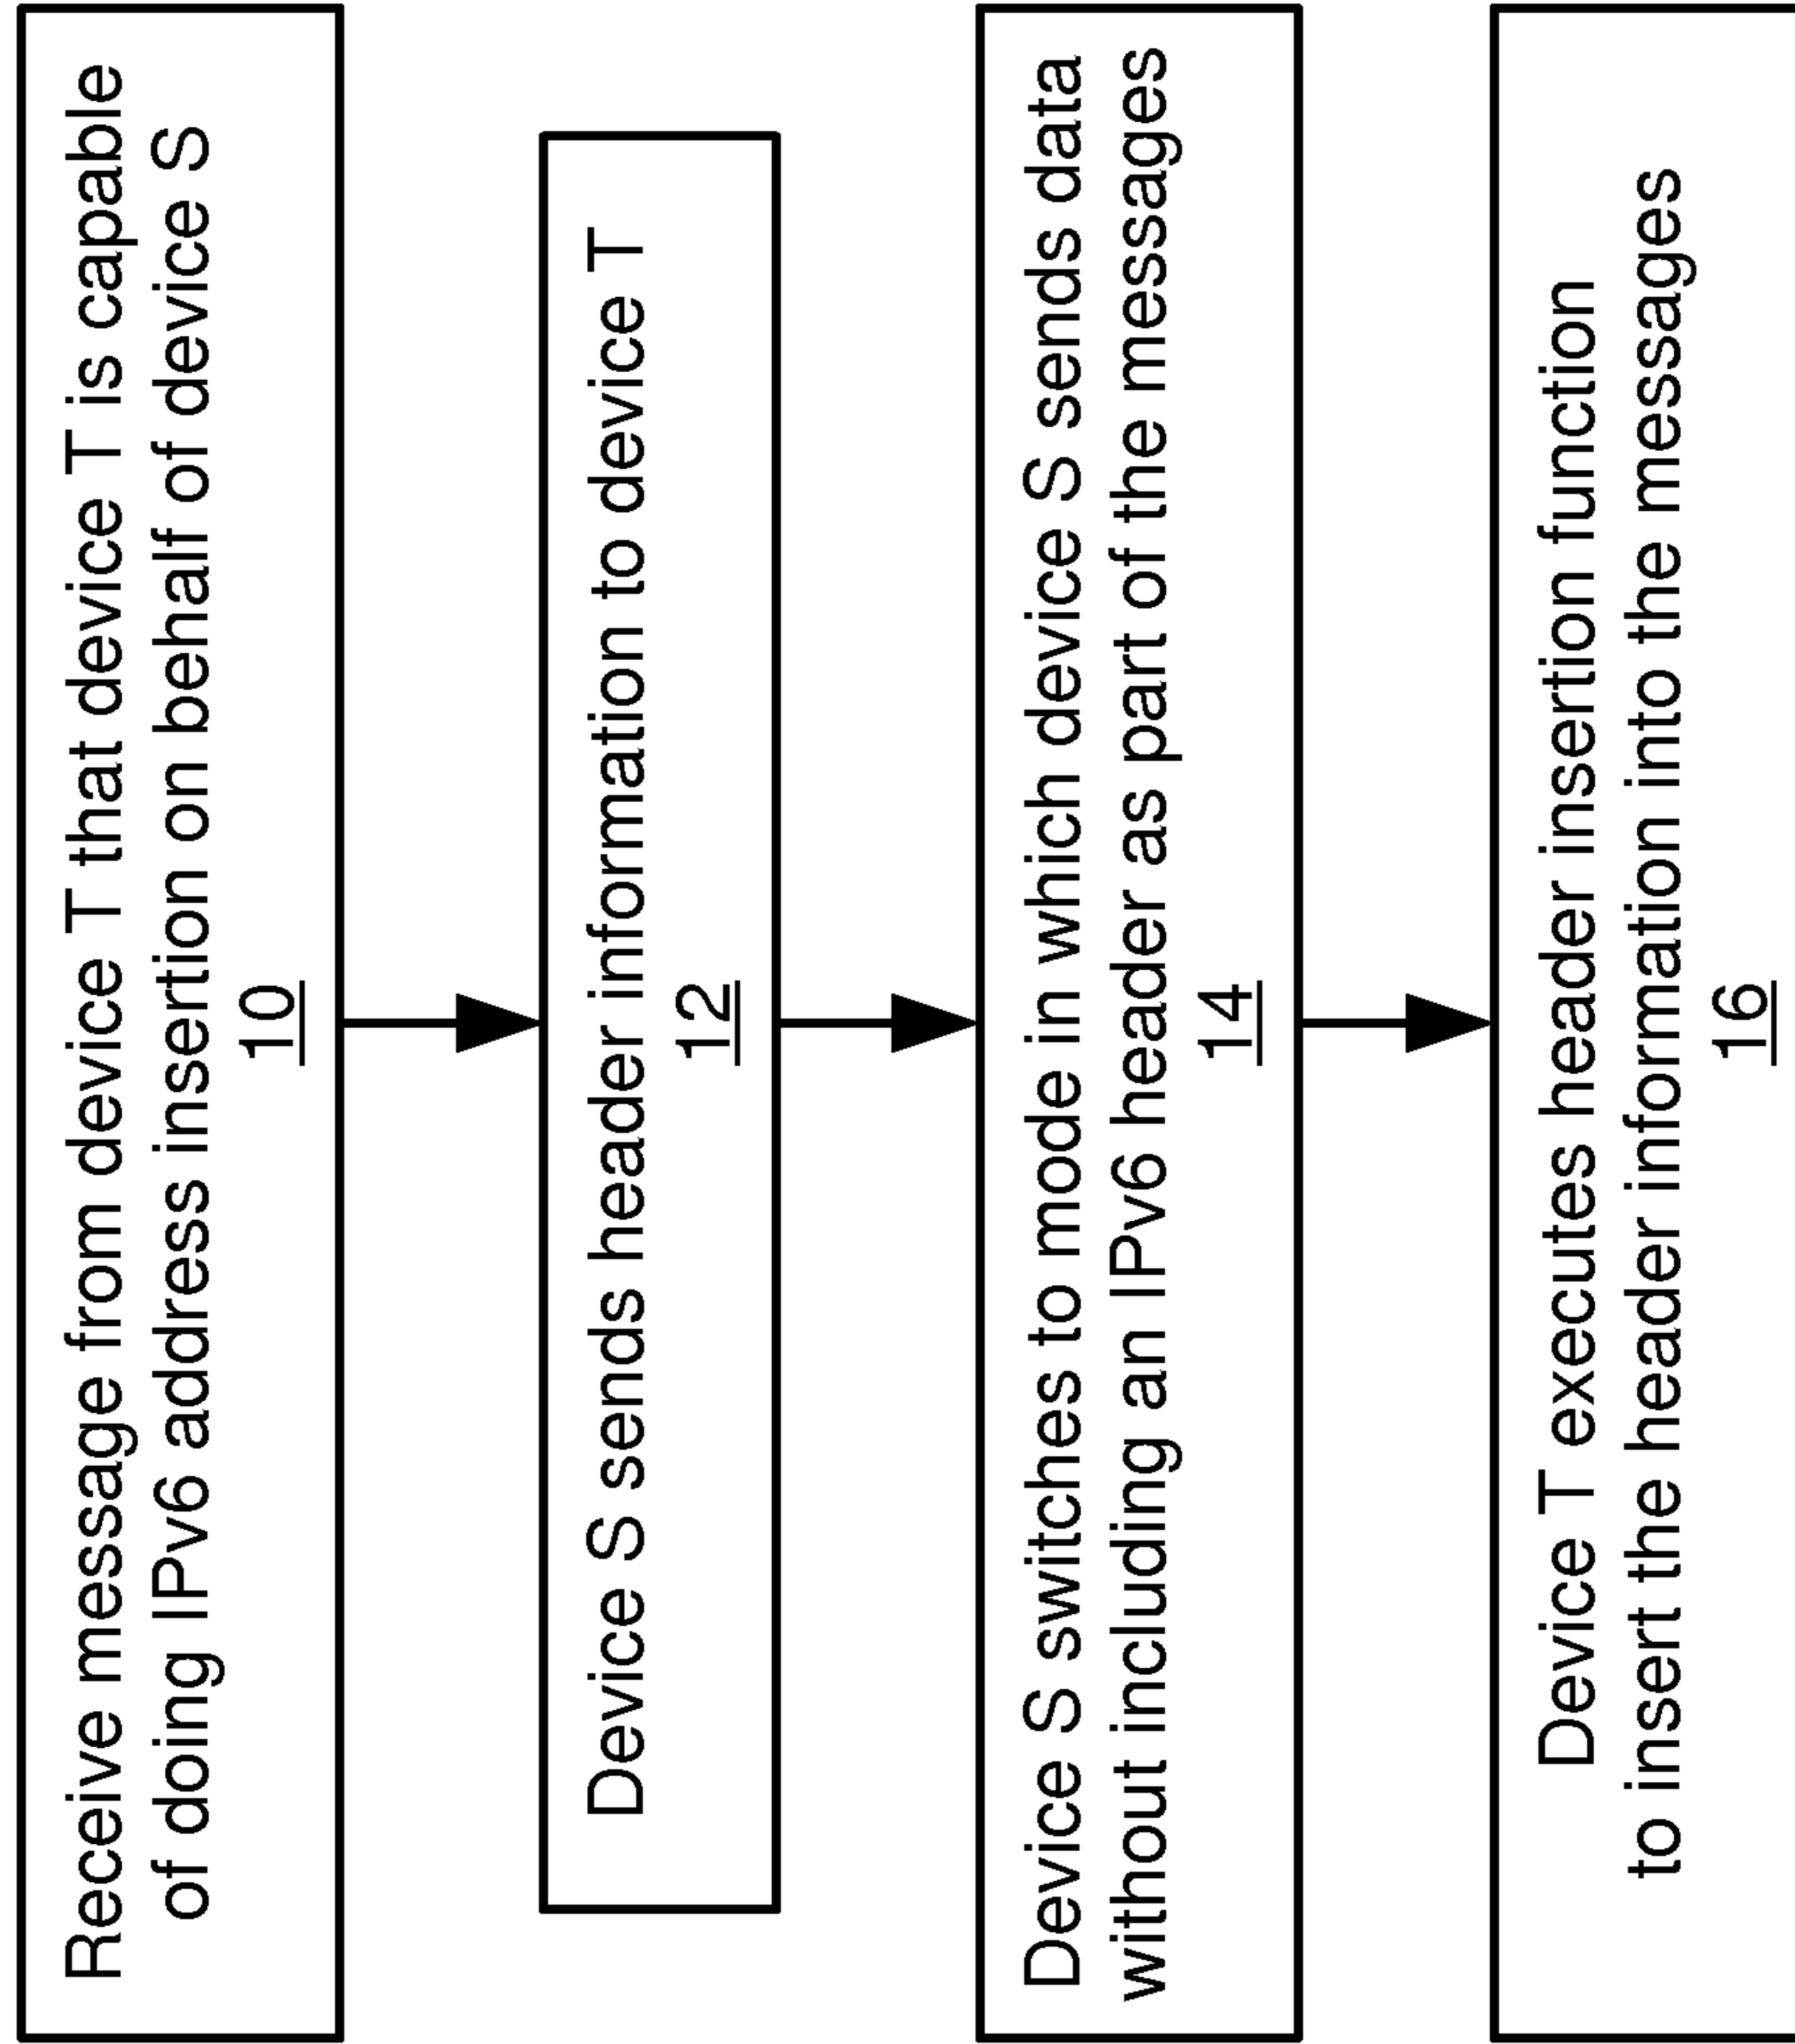 Receive message from device T that device T is capable
of doing IPv6 address insertion on behalf of device S
10
Device S sends header information to device T
12
Device S switches to mode in which device S sends data
without including an IPv6 header as part of the messages
14
Device T executes header insertion function
to insert the header information into the messages
16